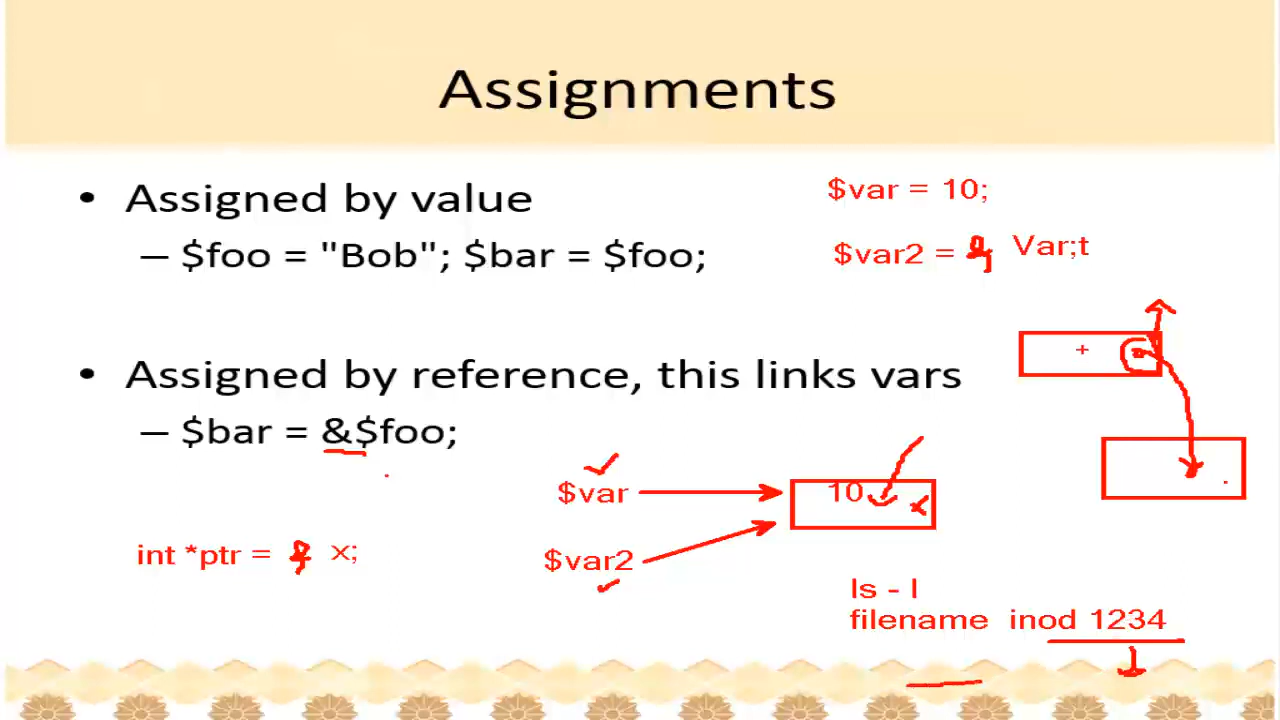 Assignments
• Assigned by value
– $foo = "Bob"; $bar = $foo;
$var = 10;
$var2 = & Var;t
+
• Assigned by reference, this links vars
– $bar = &$foo;
$var
10
x
$var2
int *ptr = & x;
ls - l
filename inod 1234